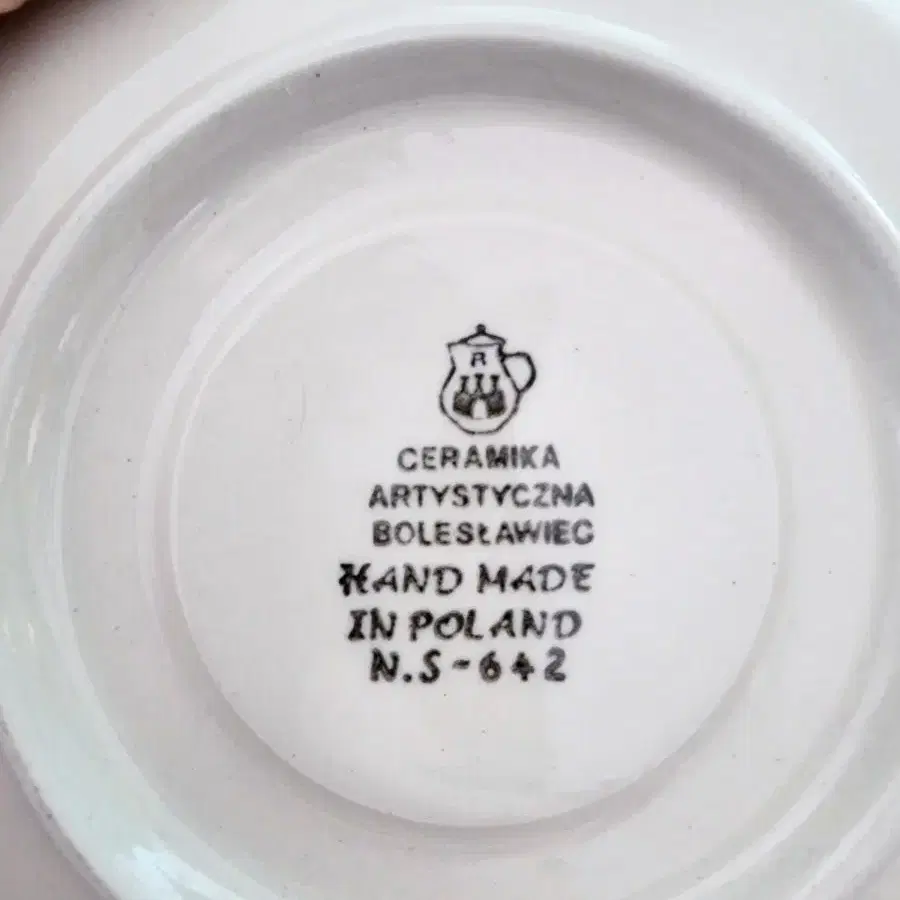 R
CERAMIKA
ARTYSTYCZNA
BOLESŁAWIEC
HAND MADE
IN POLAND
N.S-642